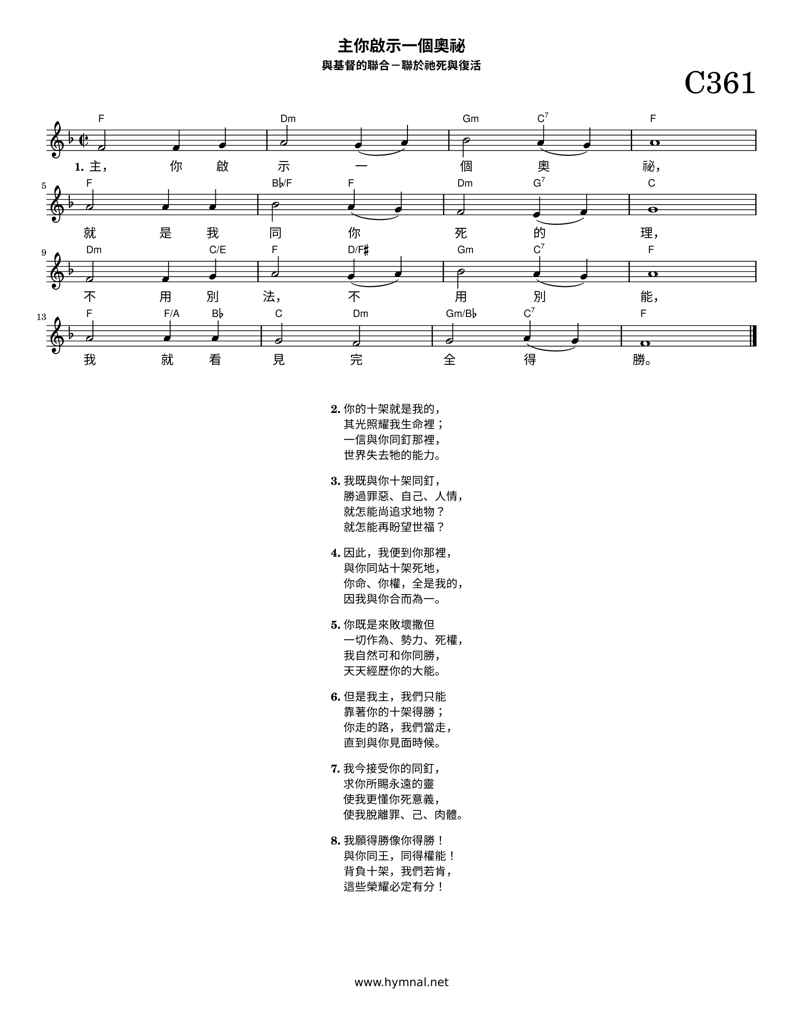 主你啟示一個奧祕
與基督的聯合－聯於祂死與復活
C361
F Dm Gm C7 F
1. 主， 你 啟 示 一 個 奧 祕，
5
F B♭/F F Dm G7 C
就 是 我 同 你 死 的 理，
9
Dm C/E F D/F♯ Gm C7 F
不 用 別 法， 不 用 別 能，
13
F F/A B♭ C Dm Gm/B♭ C7 F
我 就 看 見 完 全 得 勝。
2. 你的十架就是我的，
其光照耀我生命裡；
一信與你同釘那裡，
世界失去牠的能力。
3. 我既與你十架同釘，
勝過罪惡、自己、人情，
就怎能尚追求地物？
就怎能再盼望世福？
4. 因此，我便到你那裡，
與你同站十架死地，
你命、你權，全是我的，
因我與你合而為一。
5. 你既是來敗壞撒但
一切作為、勢力、死權，
我自然可和你同勝，
天天經歷你的大能。
6. 但是我主，我們只能
靠著你的十架得勝；
你走的路，我們當走，
直到與你見面時候。
7. 我今接受你的同釘，
求你所賜永遠的靈
使我更懂你死意義，
使我脫離罪、己、肉體。
8. 我願得勝像你得勝！
與你同王，同得權能！
背負十架，我們若肯，
這些榮耀必定有分！
www.hymnal.net